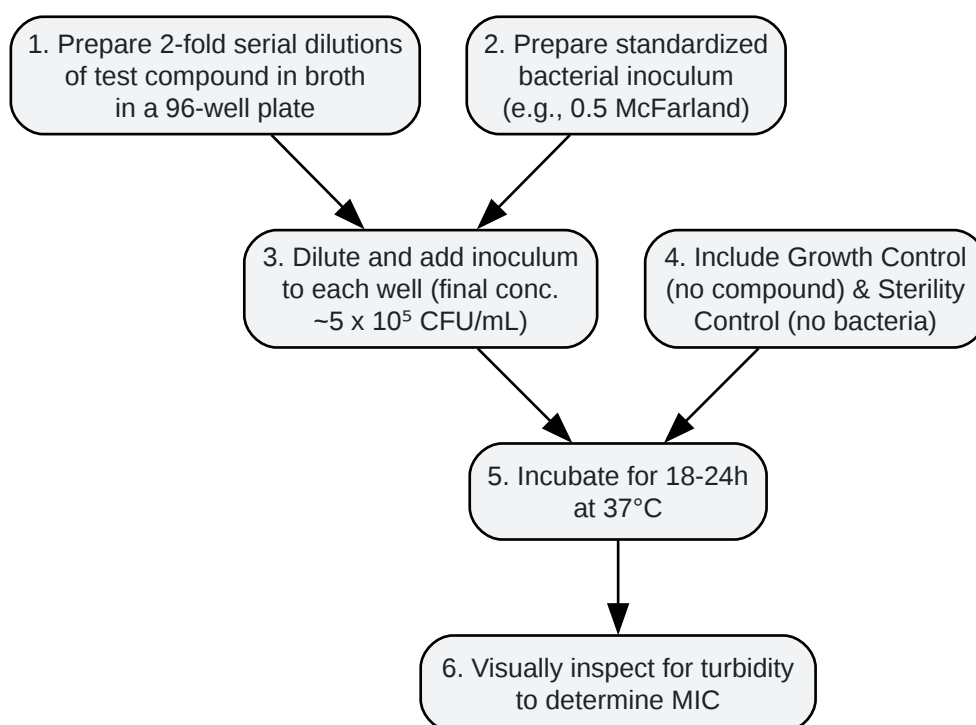 1. Prepare 2-fold serial dilutions
of test compound in broth
in a 96-well plate
2. Prepare standardized
bacterial inoculum
(e.g., 0.5 McFarland)
3. Dilute and add inoculum
to each well (final conc.
~5 x 10⁵ CFU/mL)
4. Include Growth Control
(no compound) & Sterility
Control (no bacteria)
5. Incubate for 18-24h
at 37°C
6. Visually inspect for turbidity
to determine MIC